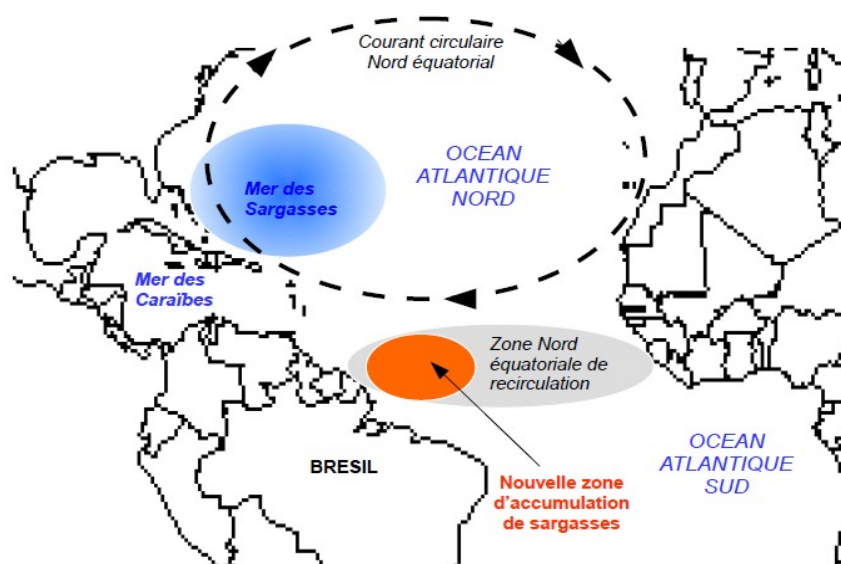 Courant circulaire
Nord équatorial
OCEAN
ATLANTIQUE
NORD
Mer des
Sargasses
Mer des
Caraïbes
Zone Nord
équatoriale de
recirculation
BRESIL
Nouvelle zone
d'accumulation
de sargasses
OCEAN
ATLANTIQUE
SUD